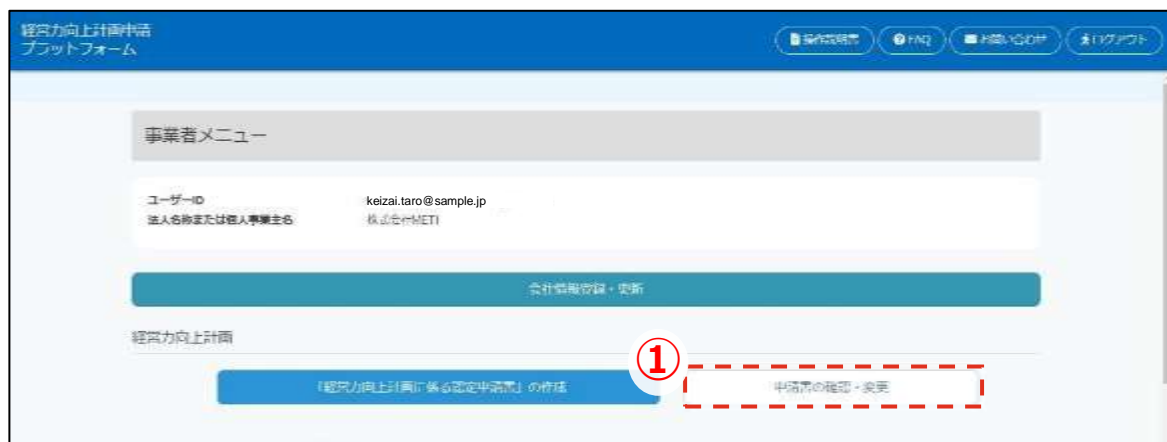 経営力向上計画申請
プラットフォーム
操作説明書
FAQ
お問い合わせ
ログアウト
事業者メニュー
ユーザーID keizai.taro@sample.jp
法人名称または個人事業主名 株式会社METI
会社情報登録・更新
経営力向上計画
①
「経営力向上計画に係る認定申請書」の作成
申請書の確認・変更